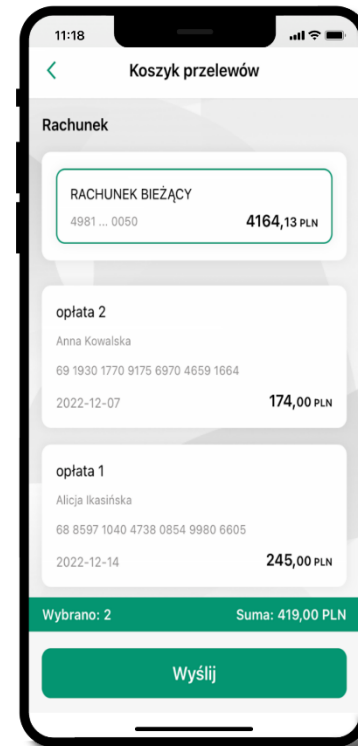 11:18
Koszyk przelewów
Rachunek
RACHUNEK BIEŻĄCY
4981 ... 0050 4164,13 PLN
opłata 2
Anna Kowalska
69 1930 1770 9175 6970 4659 1664
2022-12-07 174,00 PLN
opłata 1
Alicja Ikasińska
68 8597 1040 4738 0854 9980 6605
2022-12-14 245,00 PLN
Wybrano: 2 Suma: 419,00 PLN
Wyślij